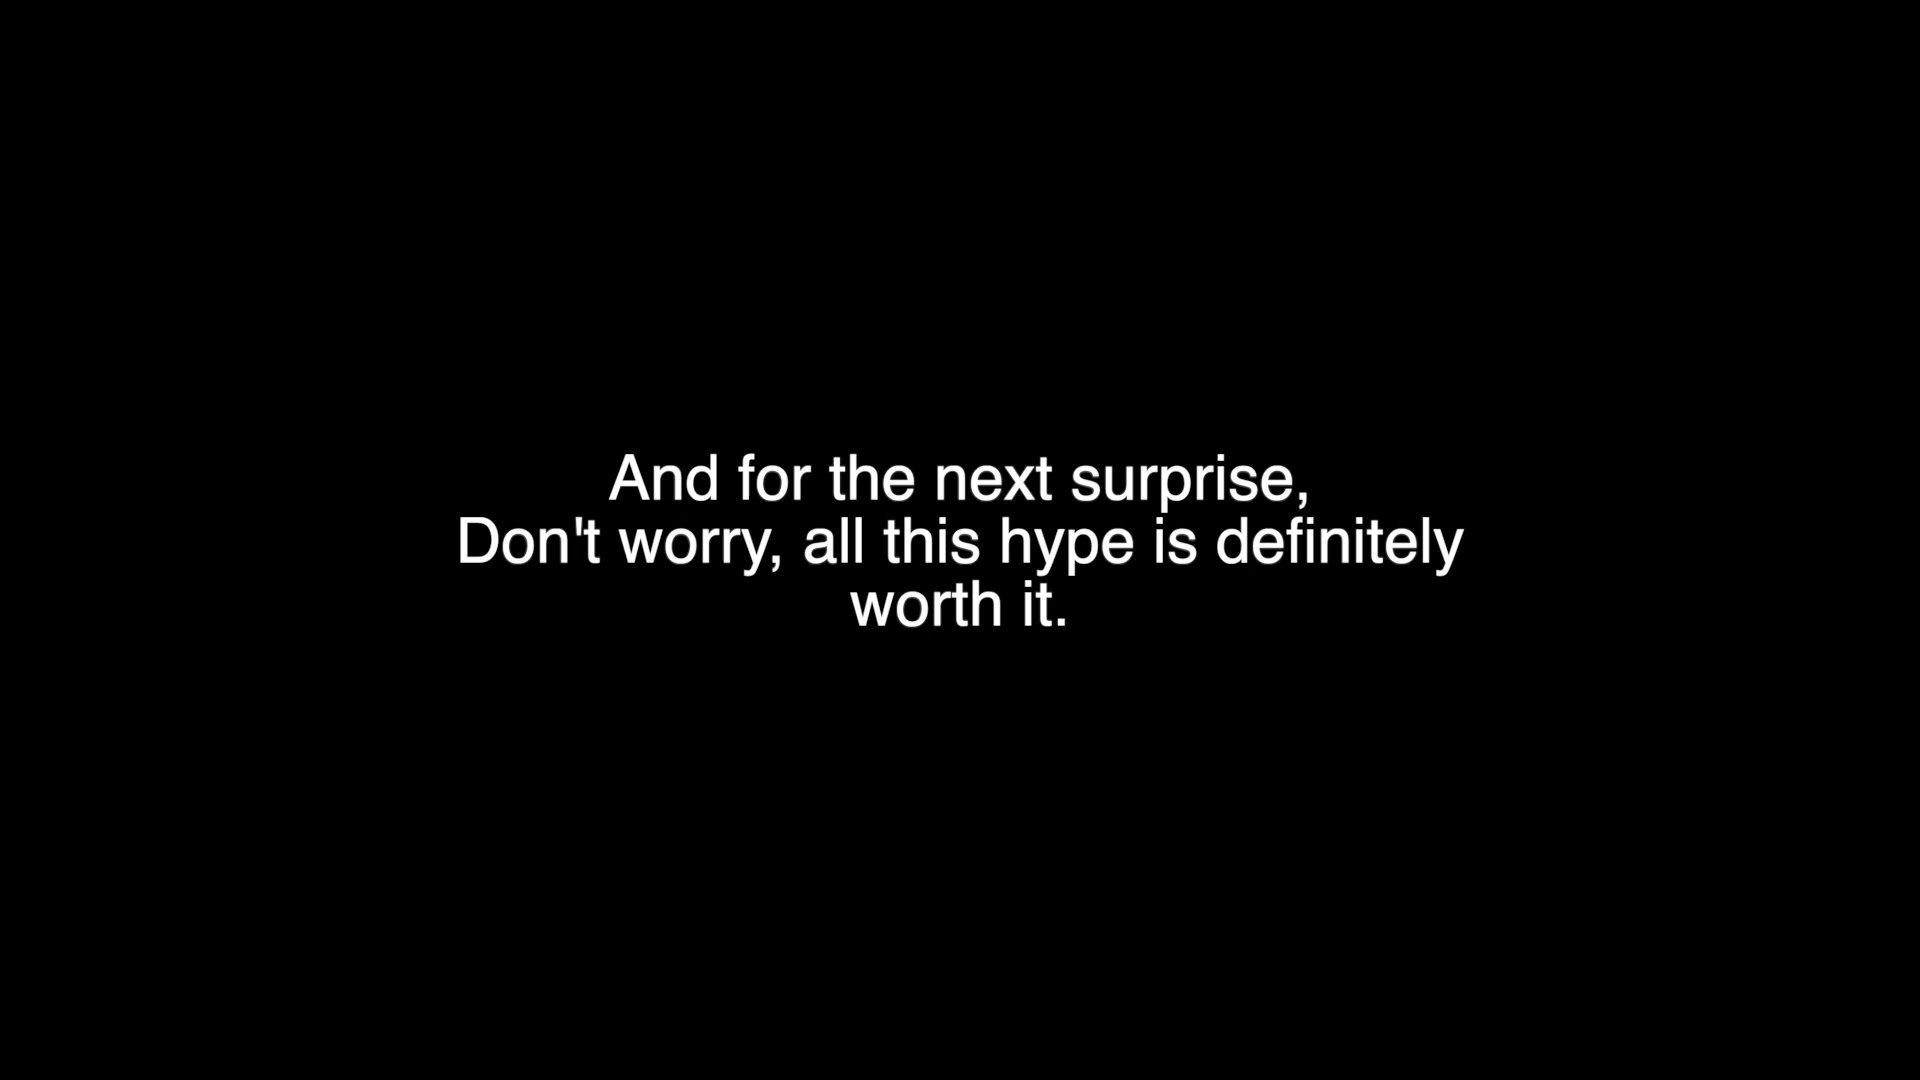 And for the next surprise,
Don't worry, all this hype is definitely
worth it.